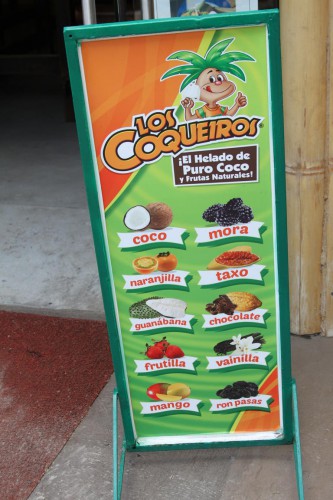 LOS
COQUEIROS
¡El Helado de
Puro Coco
y Frutas Naturales!
coco
mora
naranjilla
taxo
guanábana
chocolate
frutilla
vainilla
mango
ron pasas